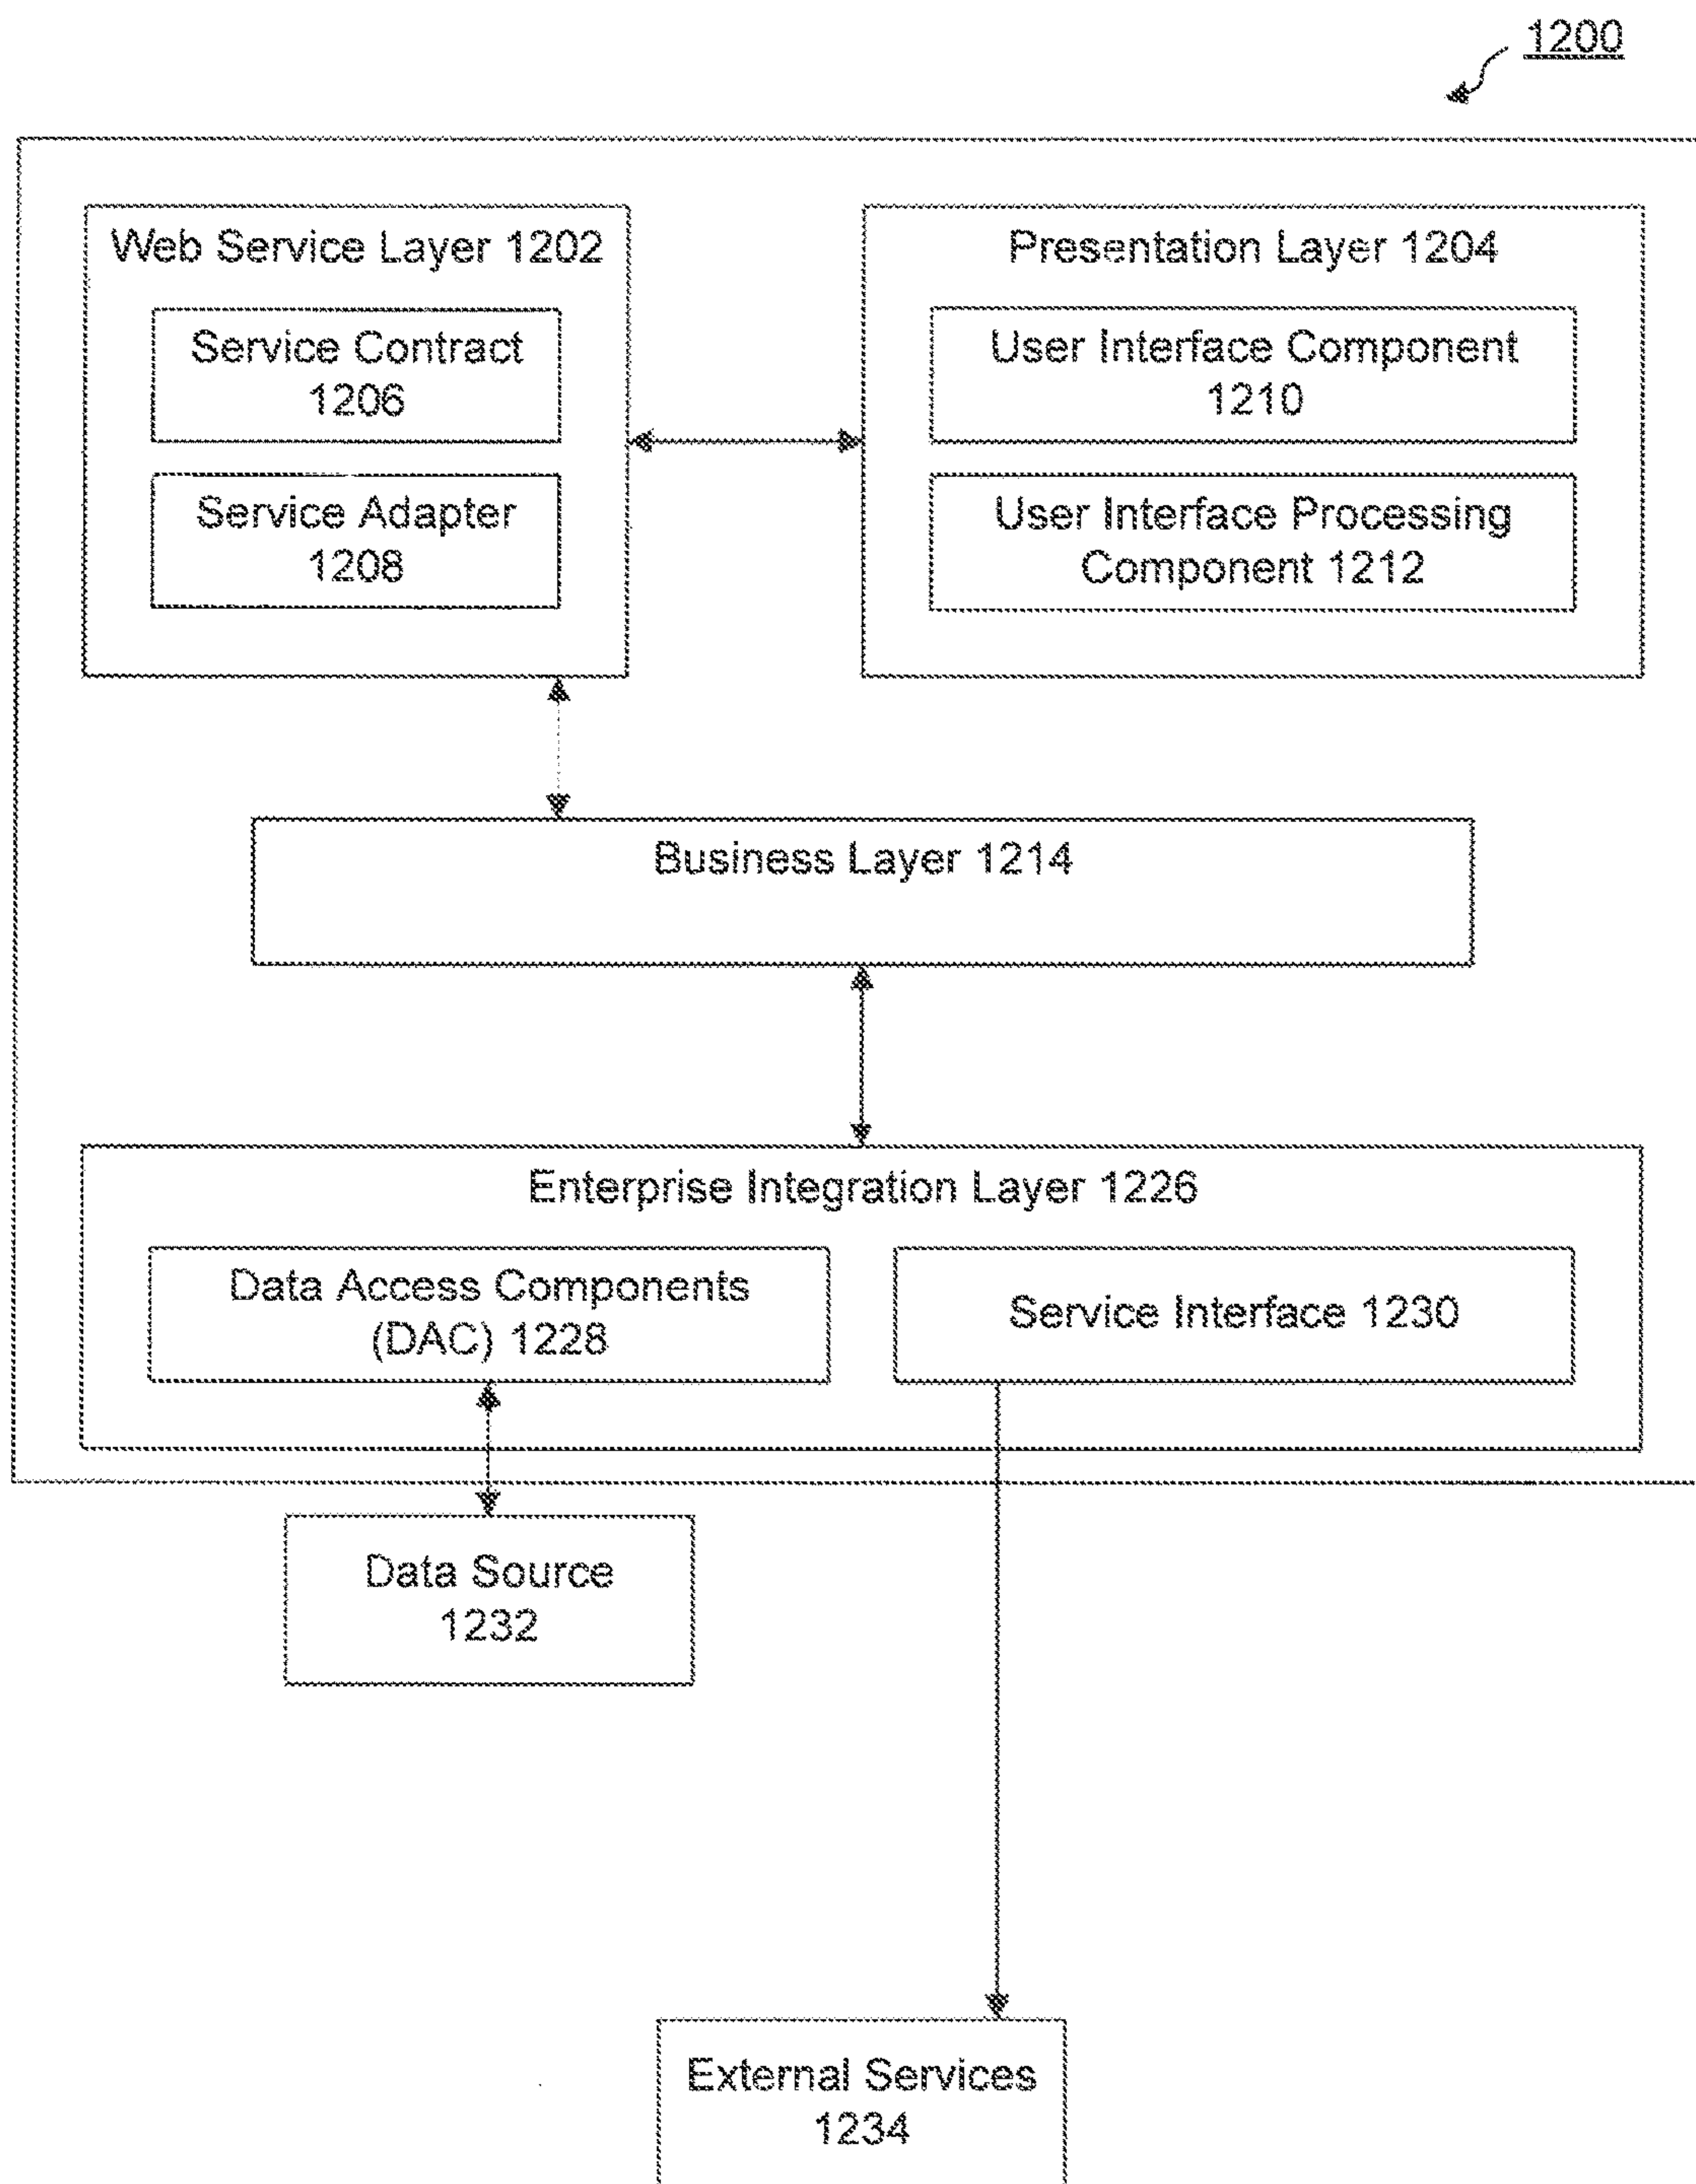 1200
Web Service Layer 1202
Service Contract
1206
Service Adapter
1208
Presentation Layer 1204
User Interface Component
1210
User Interface Processing
Component 1212
Business Layer 1214
Enterprise Integration Layer 1226
Data Access Components
(DAC) 1228
Service Interface 1230
Data Source
1232
External Services
1234